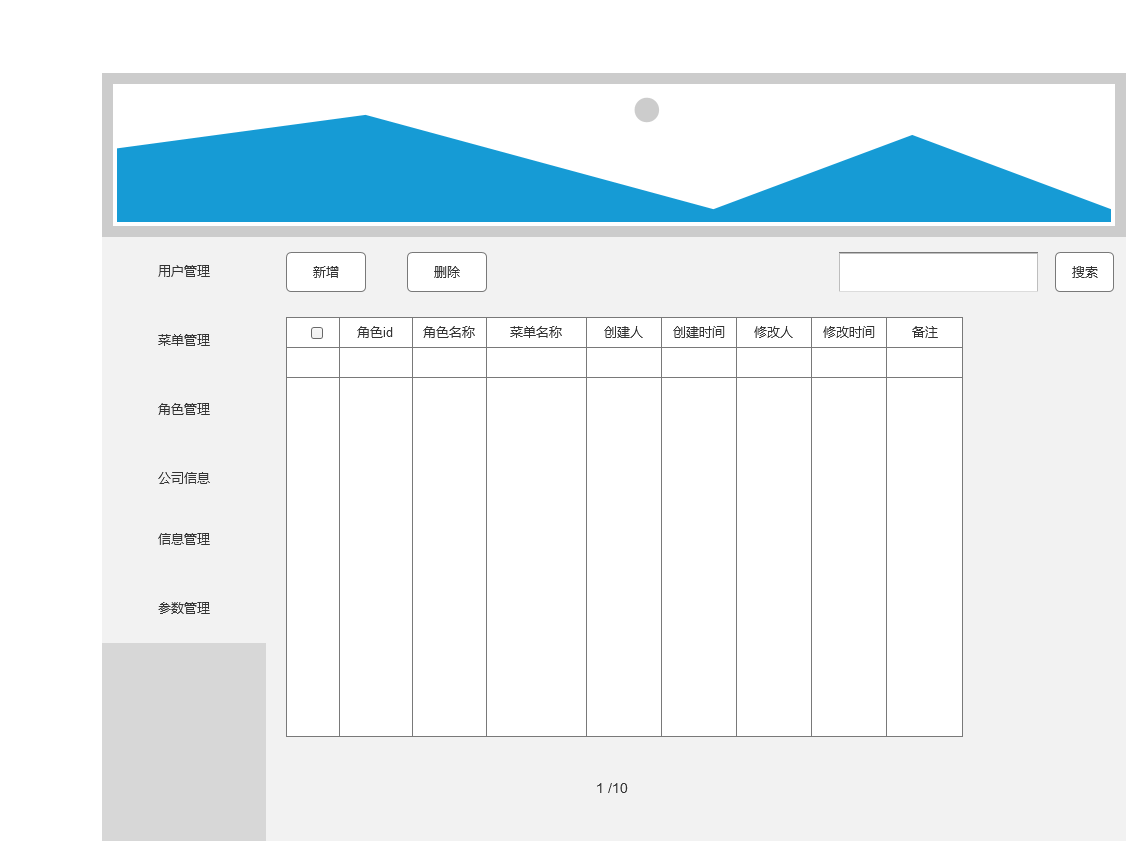 用户管理
菜单管理
角色管理
公司信息
信息管理
参数管理
新增 删除 搜索
角色id 角色名称 菜单名称 创建人 创建时间 修改人 修改时间 备注
1 /10